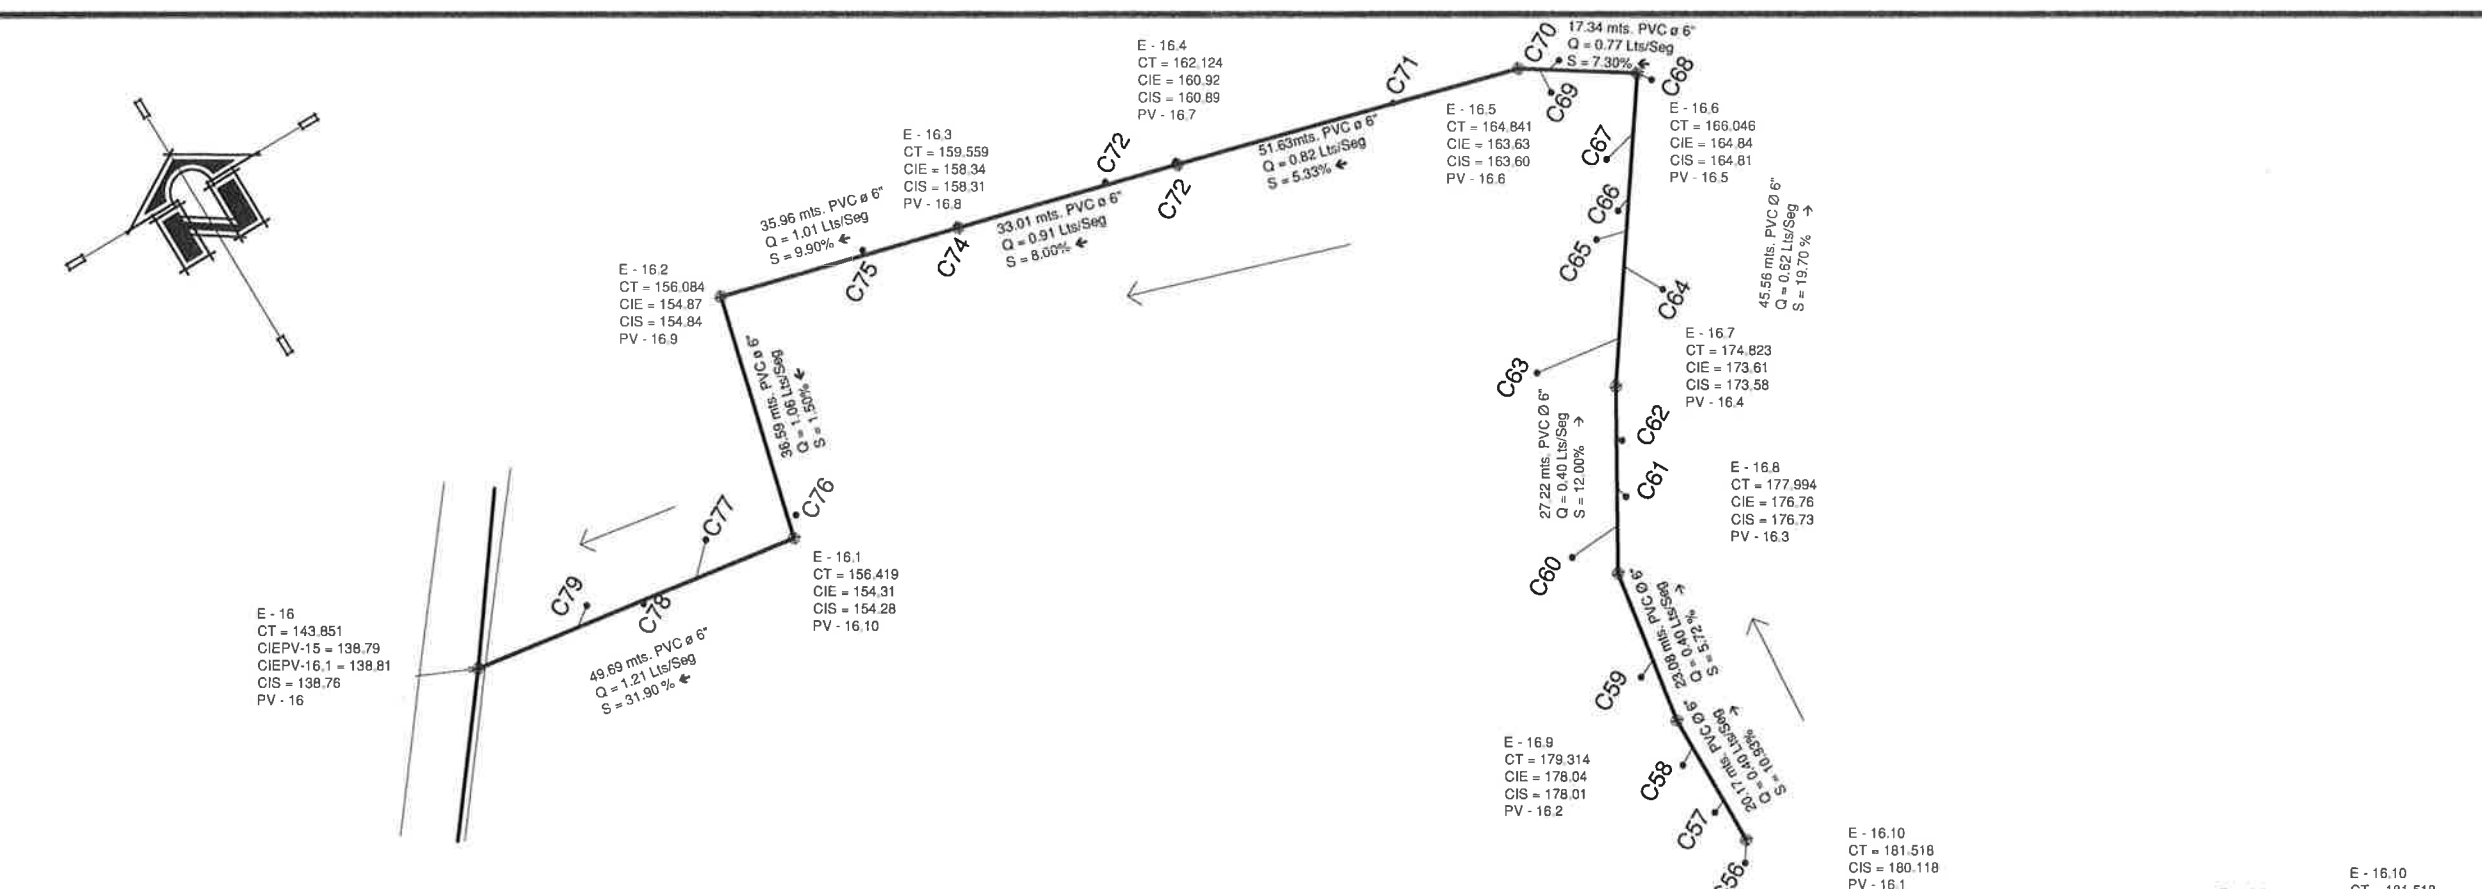 17.34 mts. PVC ø 6"
Q = 0.77 Lts/Seg
S = 7.30% ←
C70
C68
C69
C71
E - 16.4
CT = 162,124
CIE = 160.92
CIS = 160.89
PV - 16.7
E - 16.5
CT = 164,841
CIE = 163.63
CIS = 163.60
PV - 16.6
E - 16.6
CT = 166,046
CIE = 164.84
CIS = 164.81
PV - 16.5
E - 16.3
CT = 159,559
CIE = 158.34
CIS = 158.31
PV - 16.8
C72
C72
51.63mts. PVC ø 6"
Q = 0.82 Lts/Seg
S = 5.33% ←
C67
C66
C65
C64
45.56 mts. PVC Ø 6"
Q = 0.62 Lts/Seg
S = 19.70 % →
35.96 mts. PVC ø 6"
Q = 1.01 Lts/Seg
S = 9.90% ←
33.01 mts. PVC ø 6"
Q = 0.91 Lts/Seg
S = 8.00% ←
C74
C75
E - 16.2
CT = 156,084
CIE = 154.87
CIS = 154.84
PV - 16.9
36.59 mts. PVC ø 6"
Q = 1.06 Lts/Seg
S = 1.50% ←
C63
E - 16.7
CT = 174,823
CIE = 173.61
CIS = 173.58
PV - 16.4
27.22 mts. PVC Ø 6"
Q = 0.40 Lts/Seg
S = 12.00% →
C62
C61
E - 16.8
CT = 177,994
CIE = 176.76
CIS = 176.73
PV - 16.3
C60
C76
C77
C78
C79
E - 16.1
CT = 156,419
CIE = 154.31
CIS = 154.28
PV - 16.10
E - 16
CT = 143,851
CIEPV-15 = 138.79
CIEPV-16.1 = 138.81
CIS = 138.76
PV - 16
49.69 mts. PVC ø 6"
Q = 1.21 Lts/Seg
S = 31.90 % ←
23.08 mts. PVC Ø 6"
Q = 0.40 Lts/Seg
S = 5.72 % →
C59
20.17 mts. PVC Ø 6"
Q = 0.40 Lts/Seg
S = 10.93% →
C58
C57
E - 16.9
CT = 179,314
CIE = 178.04
CIS = 178.01
PV - 16.2
E - 16.10
CT = 181,518
CIS = 180,118
PV - 16.1
E - 16.10